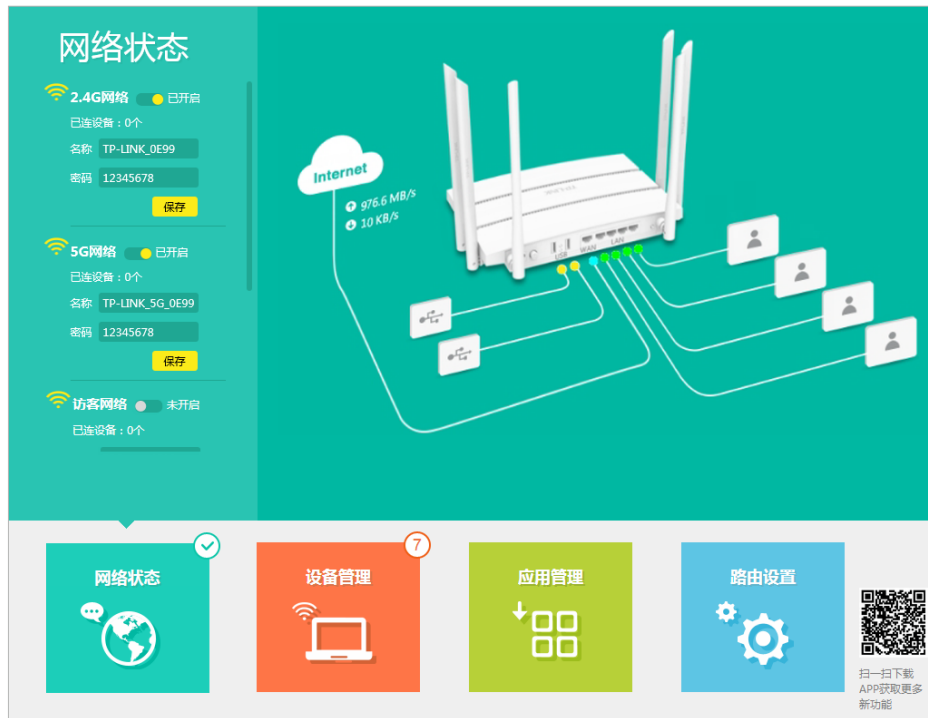 网络状态
2.4G网络 已开启
已连设备：0个
名称 TP-LINK_0E99
密码 12345678
保存
5G网络 已开启
已连设备：0个
名称 TP-LINK_5G_0E99
密码 12345678
保存
访客网络 未开启
已连设备：0个
Internet
976.6 MB/s
10 KB/s
USB WAN LAN
网络状态
设备管理
7
应用管理
路由设置
扫一扫下载
APP获取更多
新功能